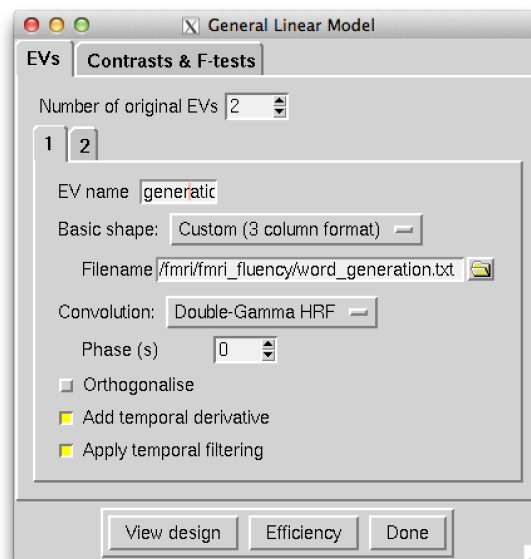 General Linear Model
EVs Contrasts & F-tests
Number of original EVs 2
1 2
EV name generatic
Basic shape: Custom (3 column format)
Filename /fmri/fmri_fluency/word_generation.txt
Convolution: Double-Gamma HRF
Phase (s) 0
Orthogonalise
Add temporal derivative
Apply temporal filtering
View design Efficiency Done